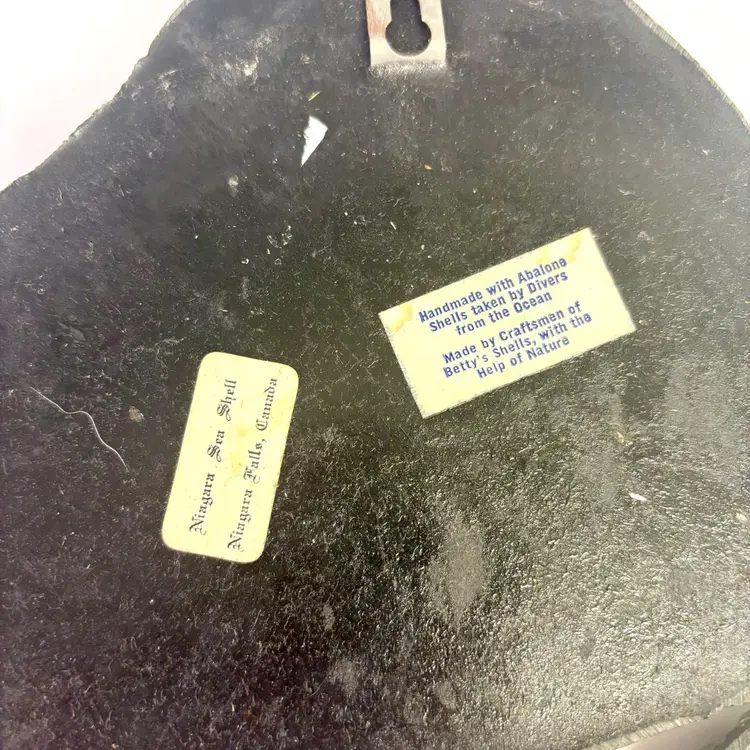 Handmade with Abalone
Shells taken by Divers
from the Ocean
Made by Craftsmen of
Betty's Shells, with the
Help of Nature
Niagara Sea Shell
Niagara Falls, Canada